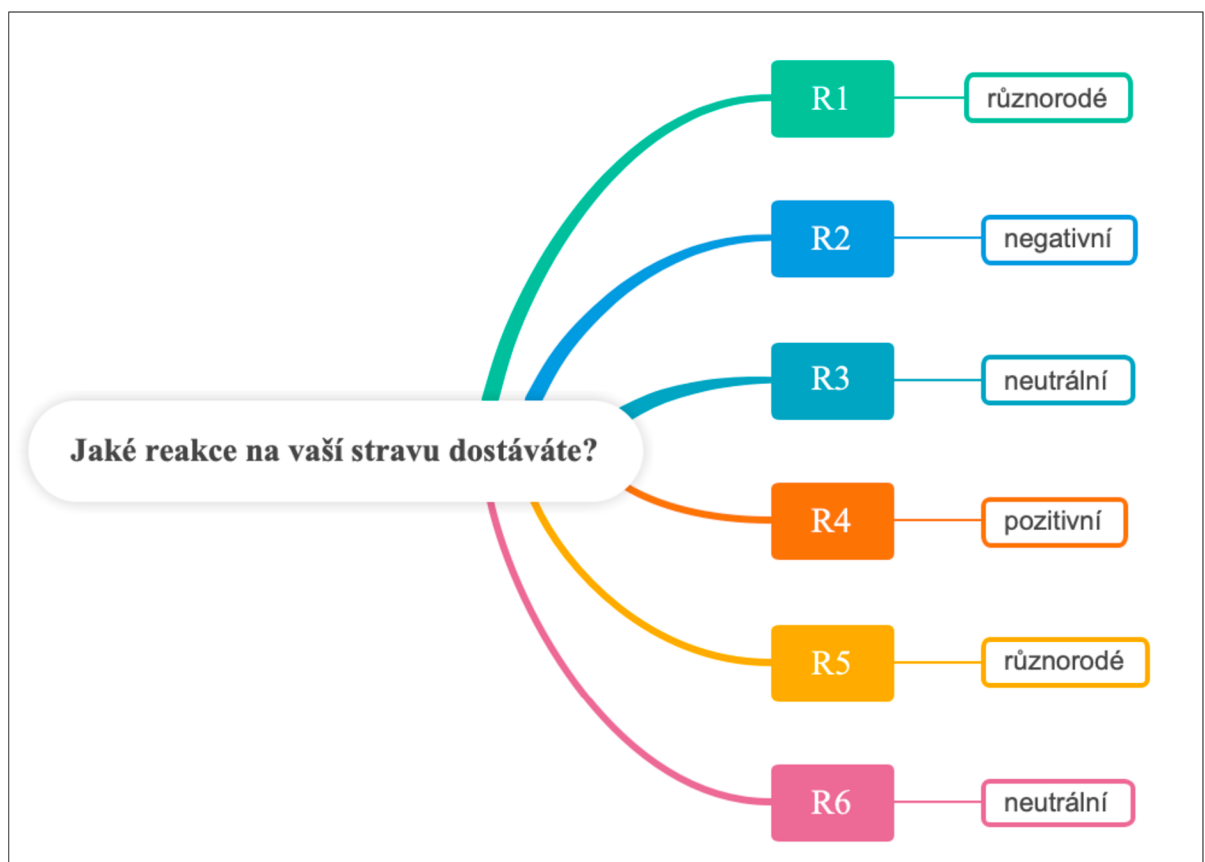 Jaké reakce na vaší stravu dostáváte?
R1 různorodé
R2 negativní
R3 neutrální
R4 pozitivní
R5 různorodé
R6 neutrální